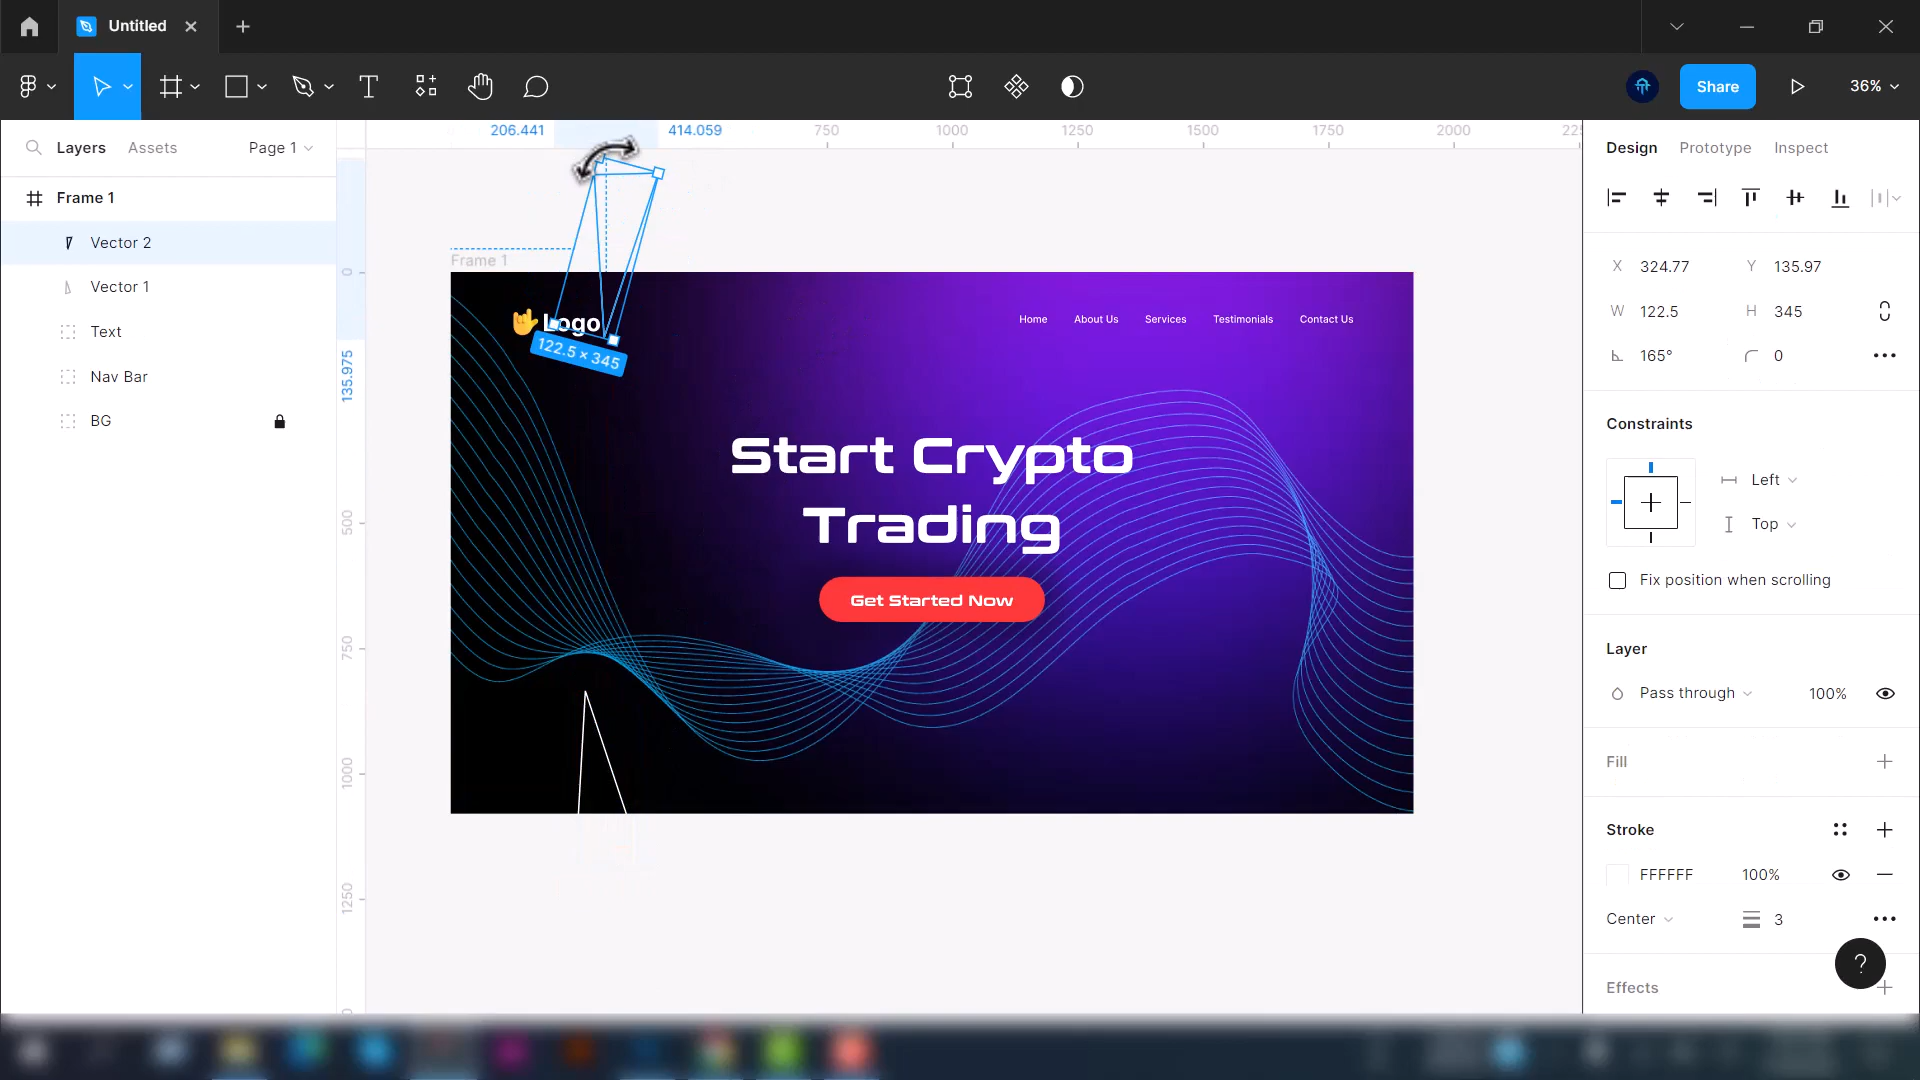 Untitled
Share
36%
Layers
Assets
Page 1
206.441
414.059
750
1000
1250
1500
1750
2000
Design
Prototype
Inspect
Frame 1
Vector 2
Vector 1
Text
Nav Bar
BG
0
135.975
500
750
1000
1250
Frame 1
Logo
122.5 × 345
Home
About Us
Services
Testimonials
Contact Us
Start Crypto
Trading
Get Started Now
X 324.77
Y 135.97
W 122.5
H 345
165°
0
Constraints
Left
Top
Fix position when scrolling
Layer
Pass through
100%
Fill
Stroke
FFFFFF
100%
Center
3
Effects
?